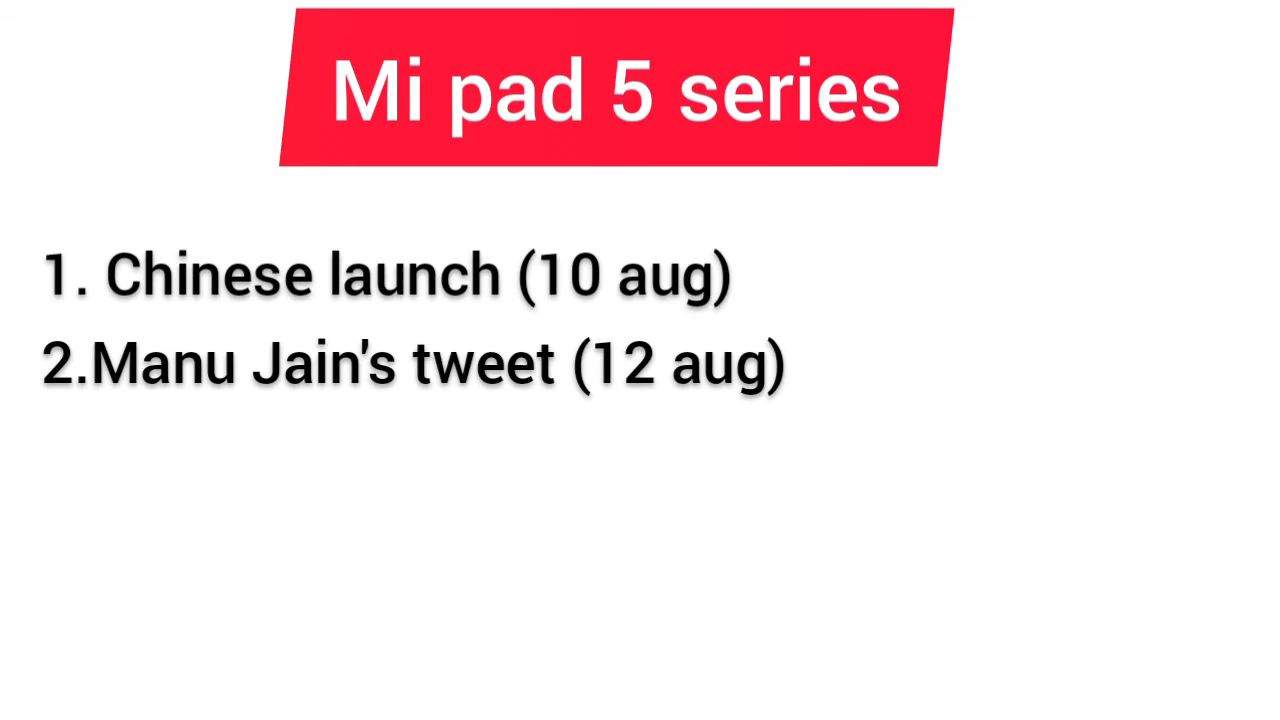 Mi pad 5 series
1. Chinese launch (10 aug)
2.Manu Jain's tweet (12 aug)